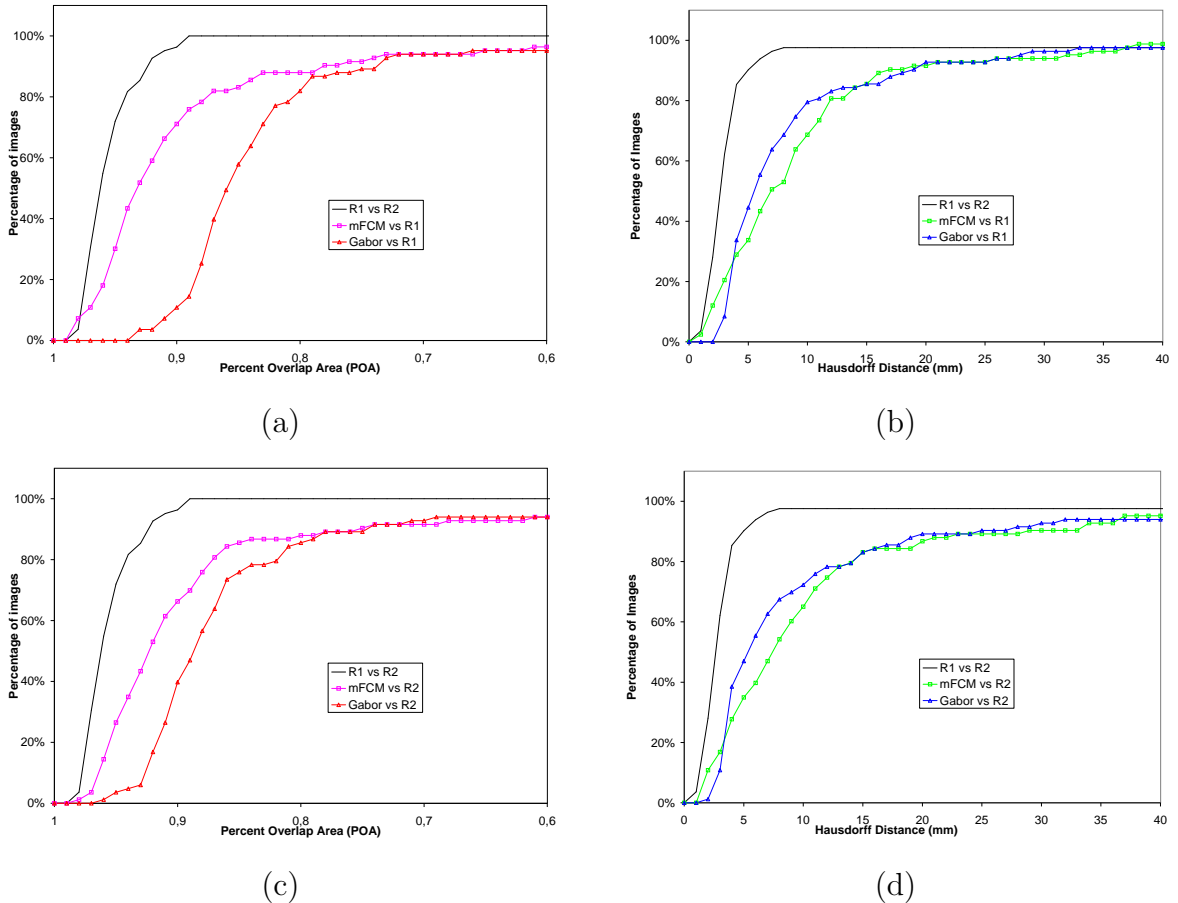 100%
80%
60%
40%
20%
0%
Percentage of images
R1 vs R2
mFCM vs R1
Gabor vs R1
1 0,9 0,8 0,7 0,6
Percent Overlap Area (POA)
(a)
100%
80%
60%
40%
20%
0%
Percentage of Images
R1 vs R2
mFCM vs R1
Gabor vs R1
0 5 10 15 20 25 30 35 40
Hausdorff Distance (mm)
(b)
100%
80%
60%
40%
20%
0%
Percentage of images
R1 vs R2
mFCM vs R2
Gabor vs R2
1 0,9 0,8 0,7 0,6
Percent Overlap Area (POA)
(c)
100%
80%
60%
40%
20%
0%
Percentage of Images
R1 vs R2
mFCM vs R2
Gabor vs R2
0 5 10 15 20 25 30 35 40
Hausdorff Distance (mm)
(d)